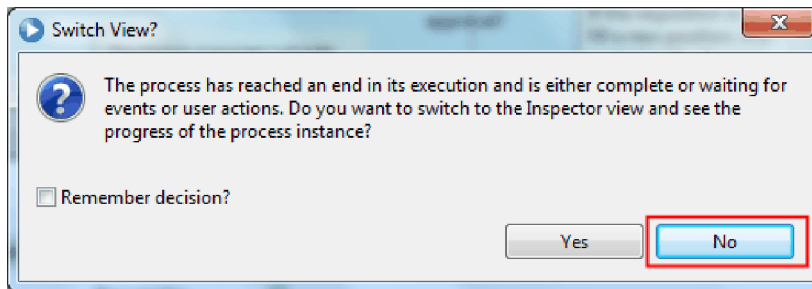 Switch View?
The process has reached an end in its execution and is either complete or waiting for
events or user actions. Do you want to switch to the Inspector view and see the
progress of the process instance?
Remember decision?
Yes
No